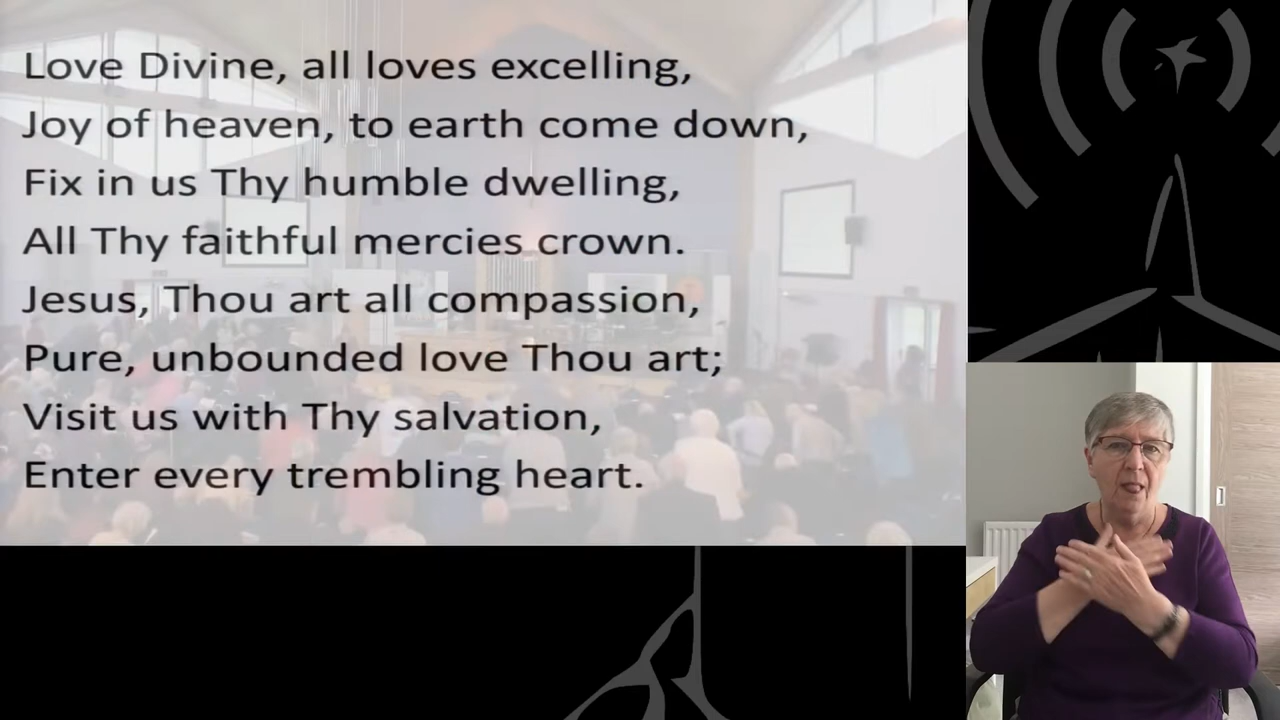 Love Divine, all loves excelling,
Joy of heaven, to earth come down,
Fix in us Thy humble dwelling,
All Thy faithful mercies crown.
Jesus, Thou art all compassion,
Pure, unbounded love Thou art;
Visit us with Thy salvation,
Enter every trembling heart.